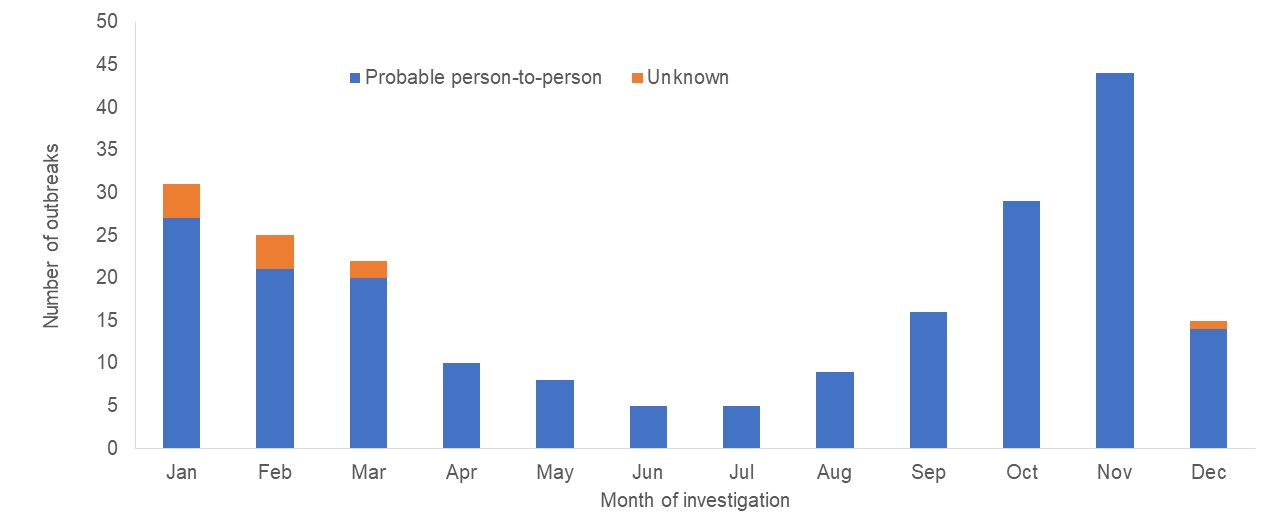 50
45
Probable person-to-person Unknown
40
35
30
25
20
15
10
5
0
Number of outbreaks
Jan Feb Mar Apr May Jun Jul Aug Sep Oct Nov Dec
Month of investigation